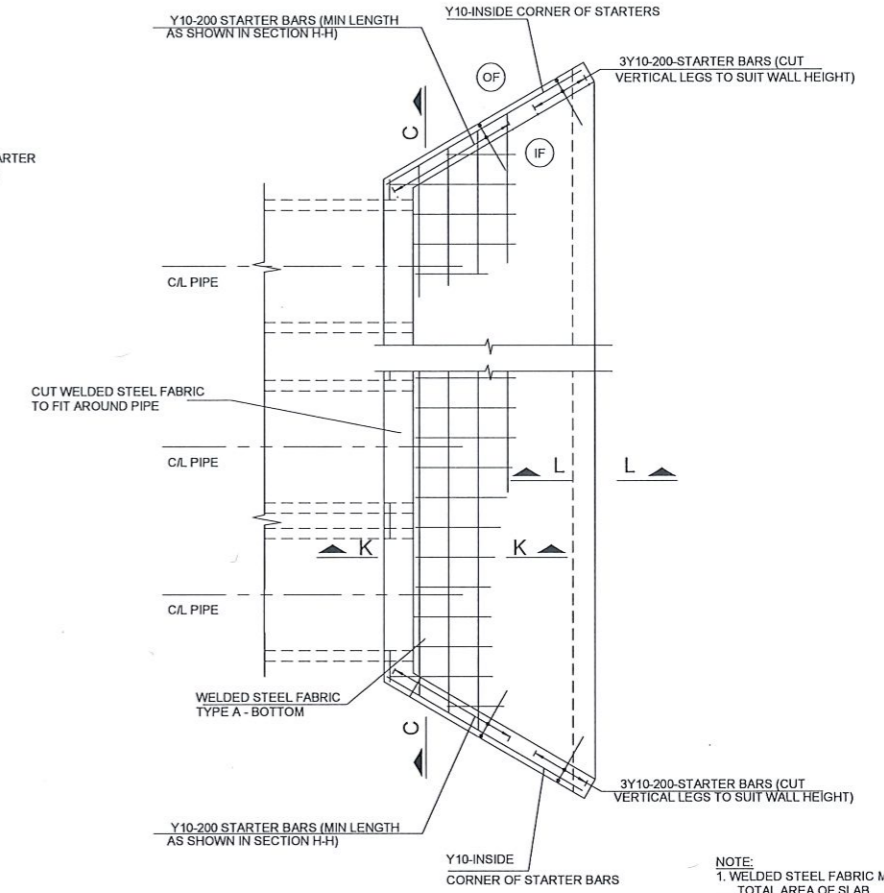 Y10-200 STARTER BARS (MIN LENGTH
AS SHOWN IN SECTION H-H)
Y10-INSIDE CORNER OF STARTERS
3Y10-200-STARTER BARS (CUT
VERTICAL LEGS TO SUIT WALL HEIGHT)
OF
C
IF
C/L PIPE
CUT WELDED STEEL FABRIC
TO FIT AROUND PIPE
C/L PIPE
L
L
K
K
C/L PIPE
WELDED STEEL FABRIC
TYPE A - BOTTOM
C
3Y10-200-STARTER BARS (CUT
VERTICAL LEGS TO SUIT WALL HEIGHT)
Y10-200 STARTER BARS (MIN LENGTH
AS SHOWN IN SECTION H-H)
Y10-INSIDE
CORNER OF STARTER BARS
NOTE:
1. WELDED STEEL FABRIC
TOTAL AREA OF SLAB